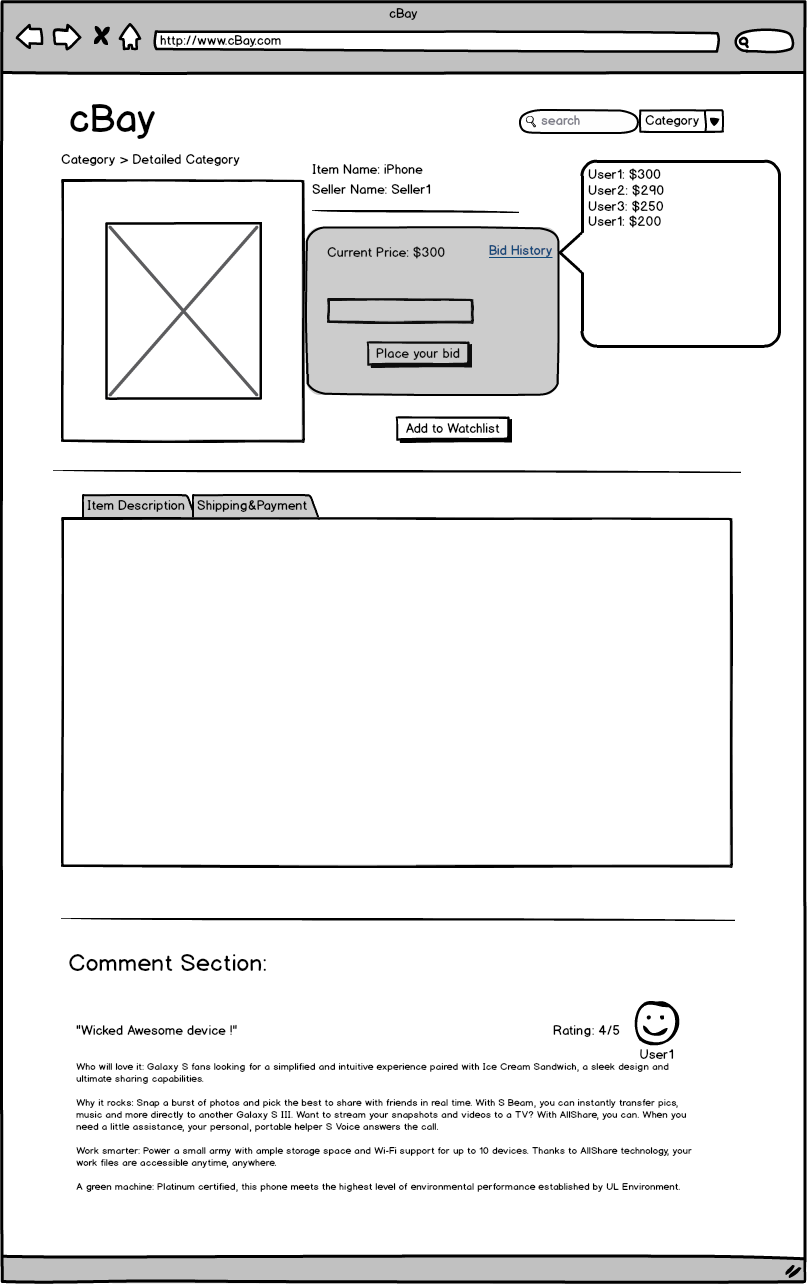 cBay
http://www.cBay.com
cBay
search
Category
Category > Detailed Category
Item Name: iPhone
Seller Name: Seller1
Current Price: $300
Bid History
User1: $300
User2: $290
User3: $250
User1: $200
Place your bid
Add to Watchlist
Item Description
Shipping&Payment
Comment Section:
"Wicked Awesome device !"
Rating: 4/5
User1
Who will love it: Galaxy S fans looking for a simplified and intuitive experience paired with Ice Cream Sandwich, a sleek design and
ultimate sharing capabilities.
Why it rocks: Snap a burst of photos and pick the best to share with friends in real time. With S Beam, you can instantly transfer pics,
music and more directly to another Galaxy S III. Want to stream your snapshots and videos to a TV? With AllShare, you can. When you
need a little assistance, your personal, portable helper S Voice answers the call.
Work smarter: Power a small army with ample storage space and Wi-Fi support for up to 10 devices. Thanks to AllShare technology, your
work files are accessible anytime, anywhere.
A green machine: Platinum certified, this phone meets the highest level of environmental performance established by UL Environment.